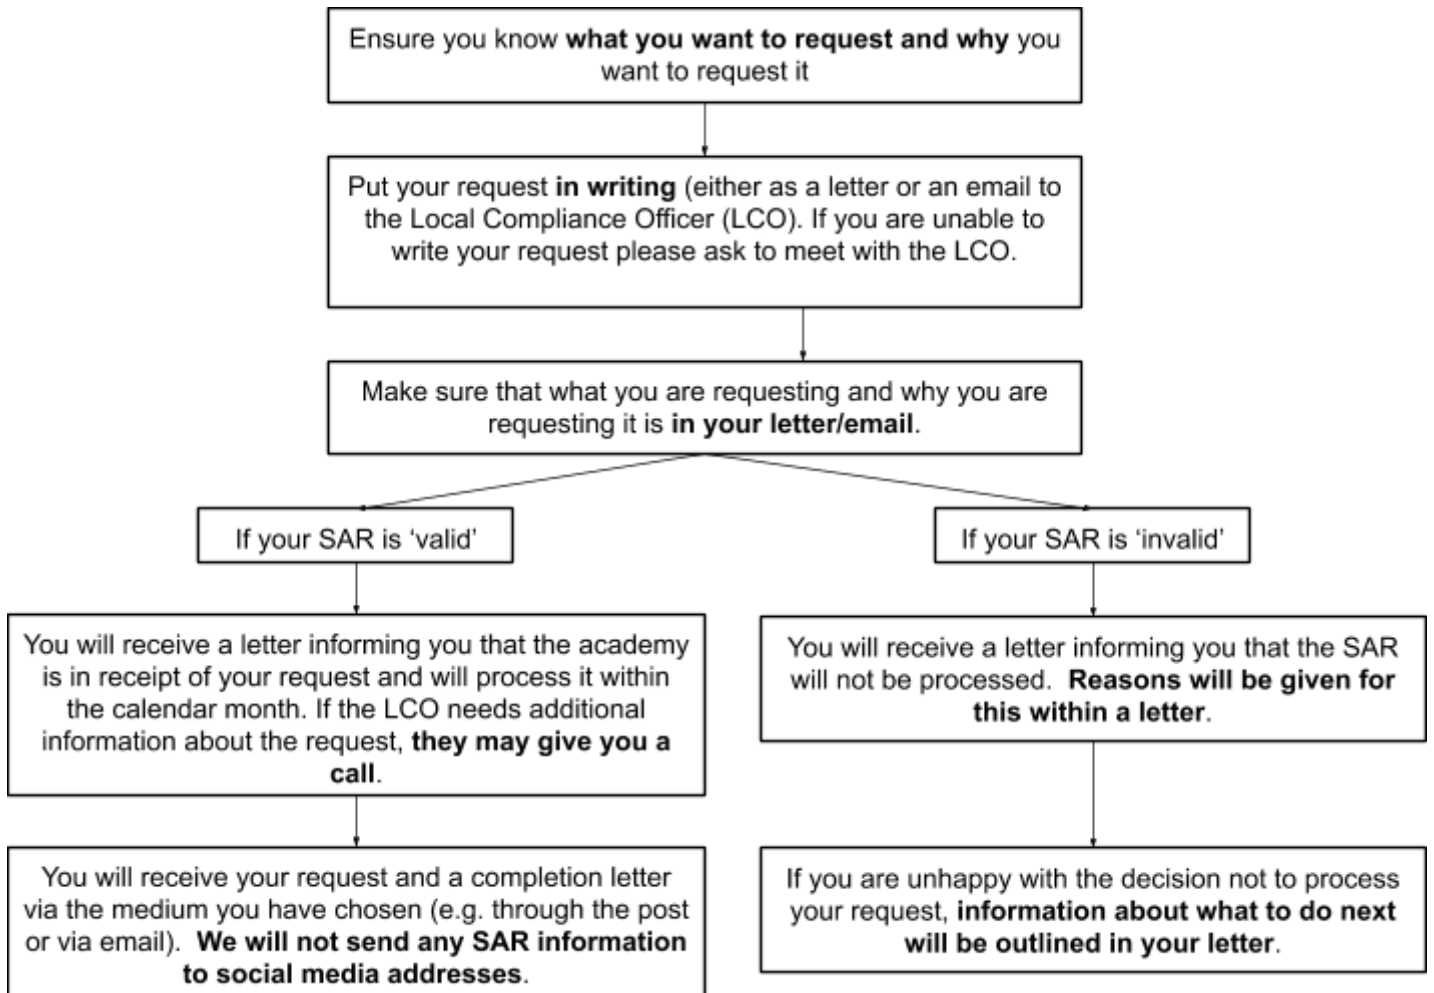 Ensure you know what you want to request and why you
want to request it
Put your request in writing (either as a letter or an email to
the Local Compliance Officer (LCO). If you are unable to
write your request please ask to meet with the LCO.
Make sure that what you are requesting and why you are
requesting it is in your letter/email.
If your SAR is ‘valid’
If your SAR is ‘invalid’
You will receive a letter informing you that the academy
is in receipt of your request and will process it within
the calendar month. If the LCO needs additional
information about the request, they may give you a
call.
You will receive a letter informing you that the SAR
will not be processed.  Reasons will be given for
this within a letter.
You will receive your request and a completion letter
via the medium you have chosen (e.g. through the post
or via email).  We will not send any SAR information
to social media addresses.
If you are unhappy with the decision not to process
your request, information about what to do next
will be outlined in your letter.